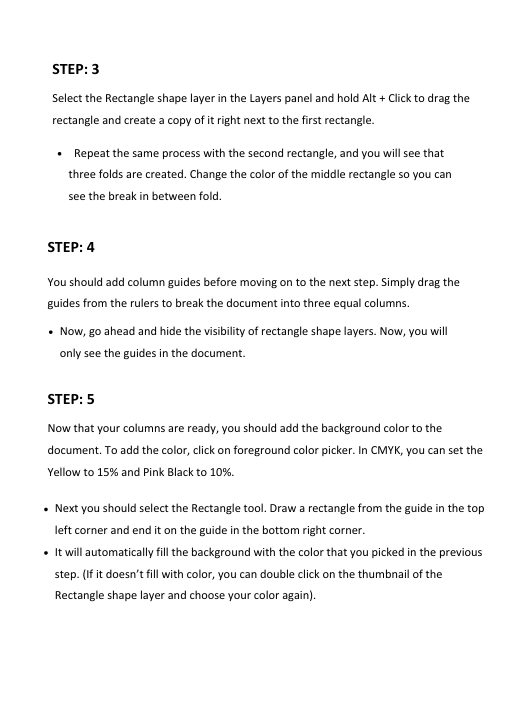 STEP: 3
Select the Rectangle shape layer in the Layers panel and hold Alt + Click to drag the
rectangle and create a copy of it right next to the first rectangle.
• Repeat the same process with the second rectangle, and you will see that
three folds are created. Change the color of the middle rectangle so you can
see the break in between fold.
STEP: 4
You should add column guides before moving on to the next step. Simply drag the
guides from the rulers to break the document into three equal columns.
• Now, go ahead and hide the visibility of rectangle shape layers. Now, you will
only see the guides in the document.
STEP: 5
Now that your columns are ready, you should add the background color to the
document. To add the color, click on foreground color picker. In CMYK, you can set the
Yellow to 15% and Pink Black to 10%.
• Next you should select the Rectangle tool. Draw a rectangle from the guide in the top
left corner and end it on the guide in the bottom right corner.
• It will automatically fill the background with the color that you picked in the previous
step. (If it doesn’t fill with color, you can double click on the thumbnail of the
Rectangle shape layer and choose your color again).